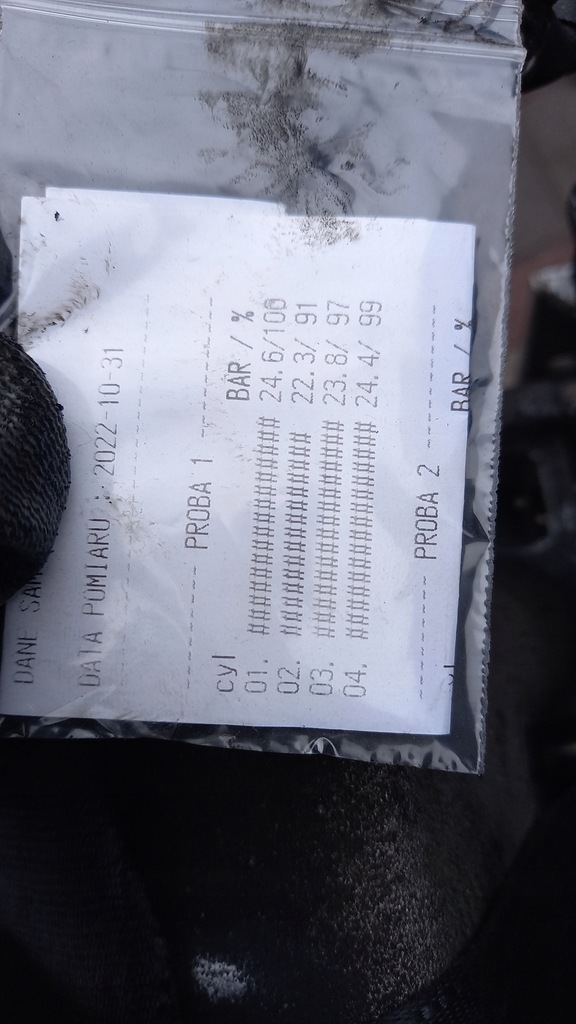 DATA POMIARU : 2022-10-31
------ PROBA 1 ------
cyl BAR / %
01. ################ 24.6/100
02. ############## 22.3/ 91
03. ############### 23.8/ 97
04. ################ 24.4/ 99
------ PROBA 2 ------
BAR / %